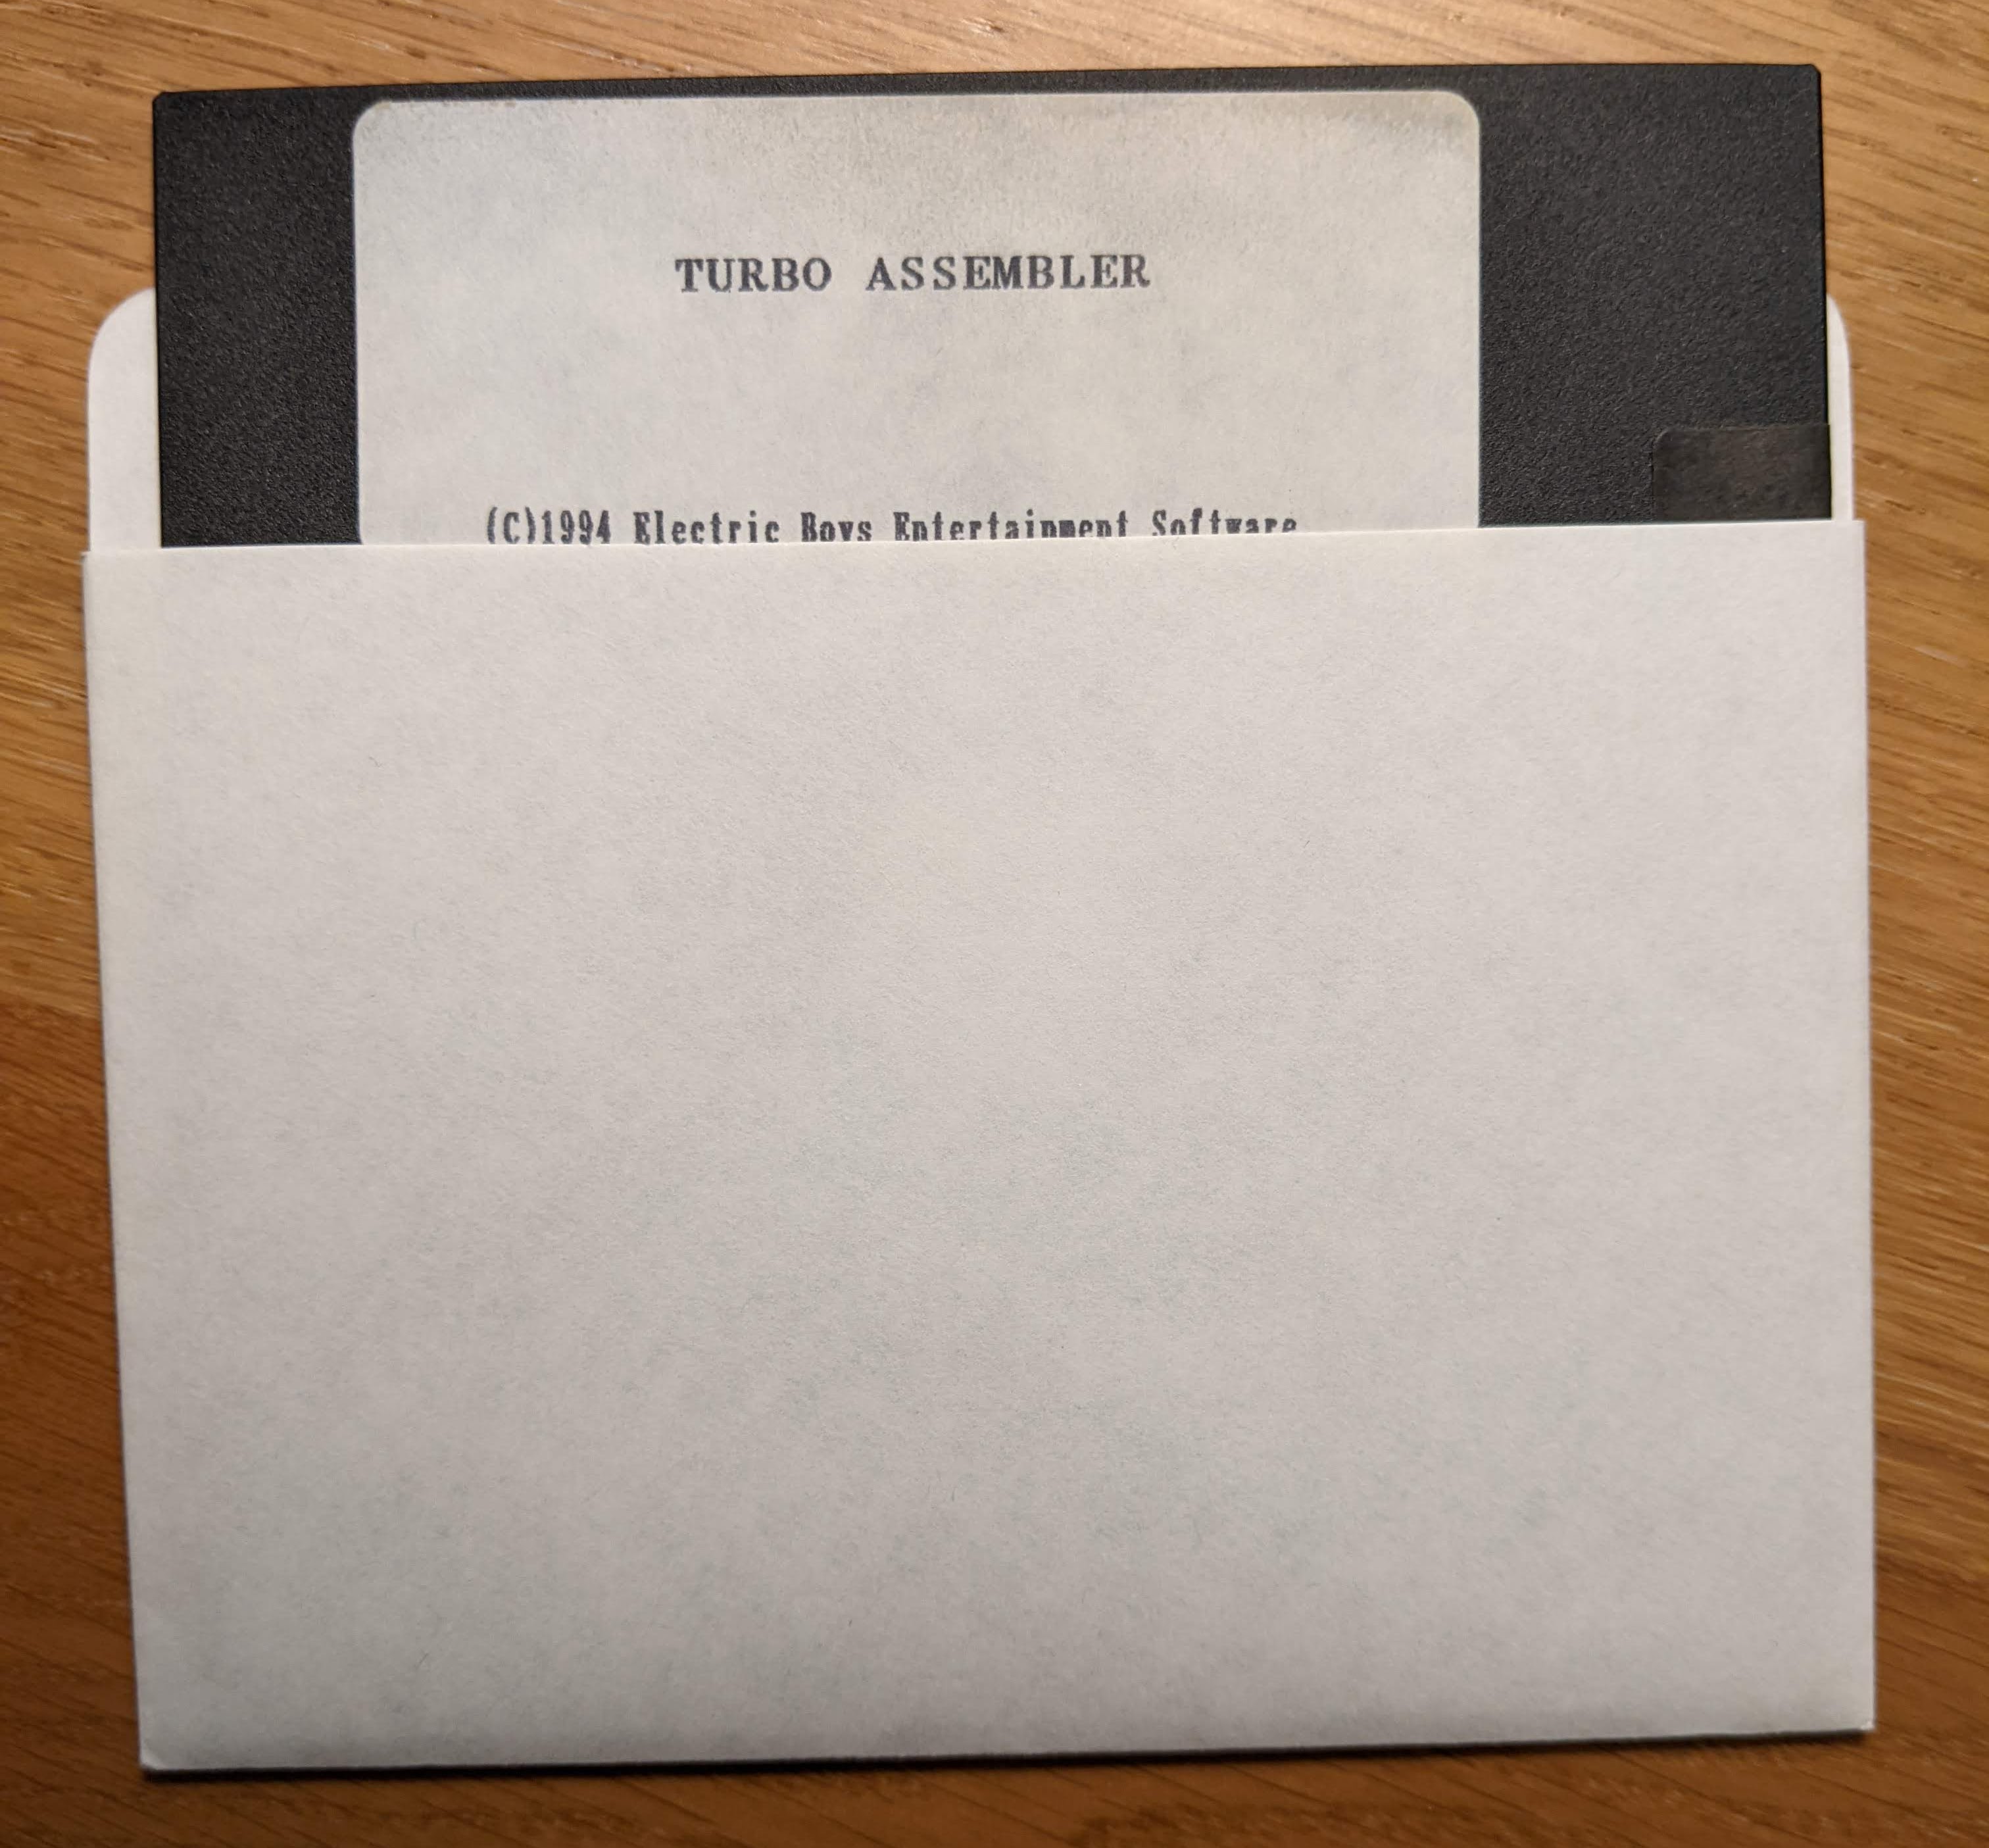 TURBO ASSEMBLER
(C)1994 Electric Boys Entertainment Software